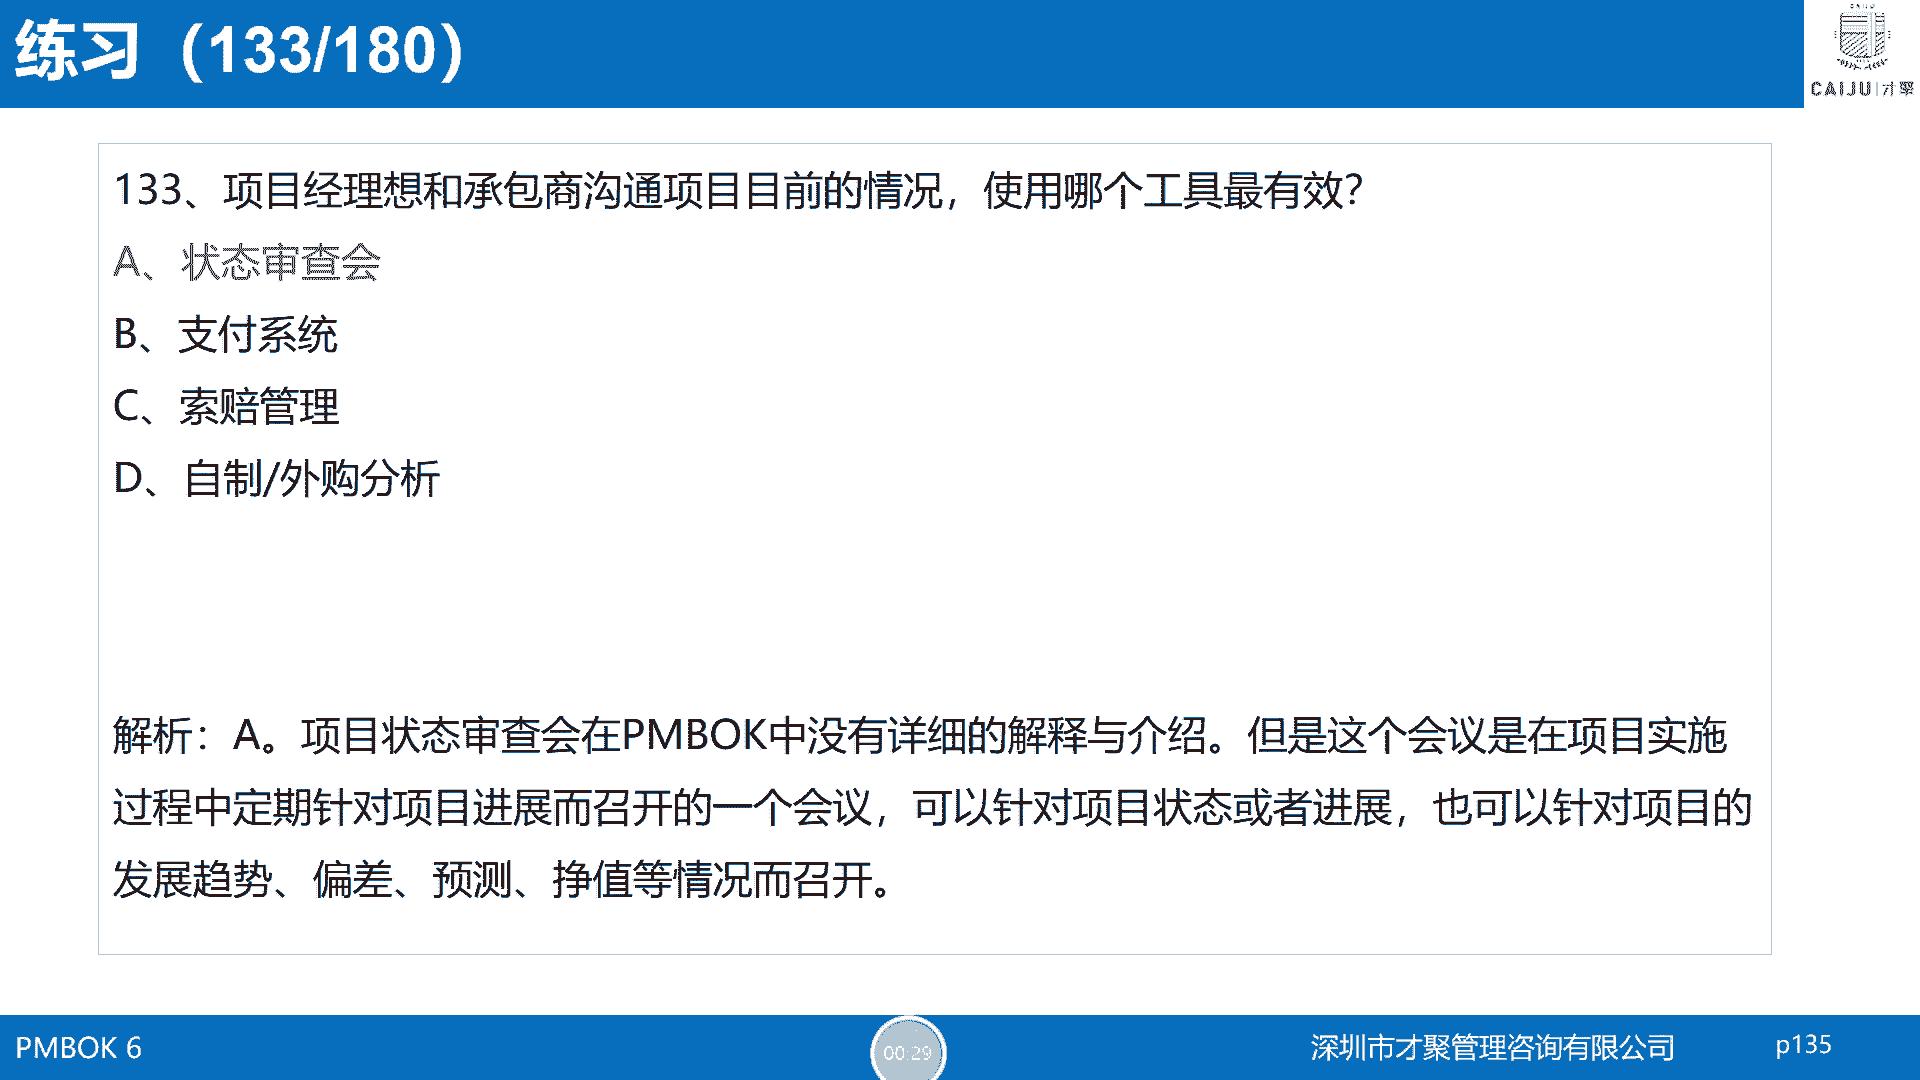 练习（133/180）
CAIJU
CAIJU|才聚
133、项目经理想和承包商沟通项目目前的情况，使用哪个工具最有效？
A、状态审查会
B、支付系统
C、索赔管理
D、自制/外购分析
解析：A。项目状态审查会在PMBOK中没有详细的解释与介绍。但是这个会议是在项目实施
过程中定期针对项目进展而召开的一个会议，可以针对项目状态或者进展，也可以针对项目的
发展趋势、偏差、预测、挣值等情况而召开。
PMBOK 6
00:29
深圳市才聚管理咨询有限公司
p135